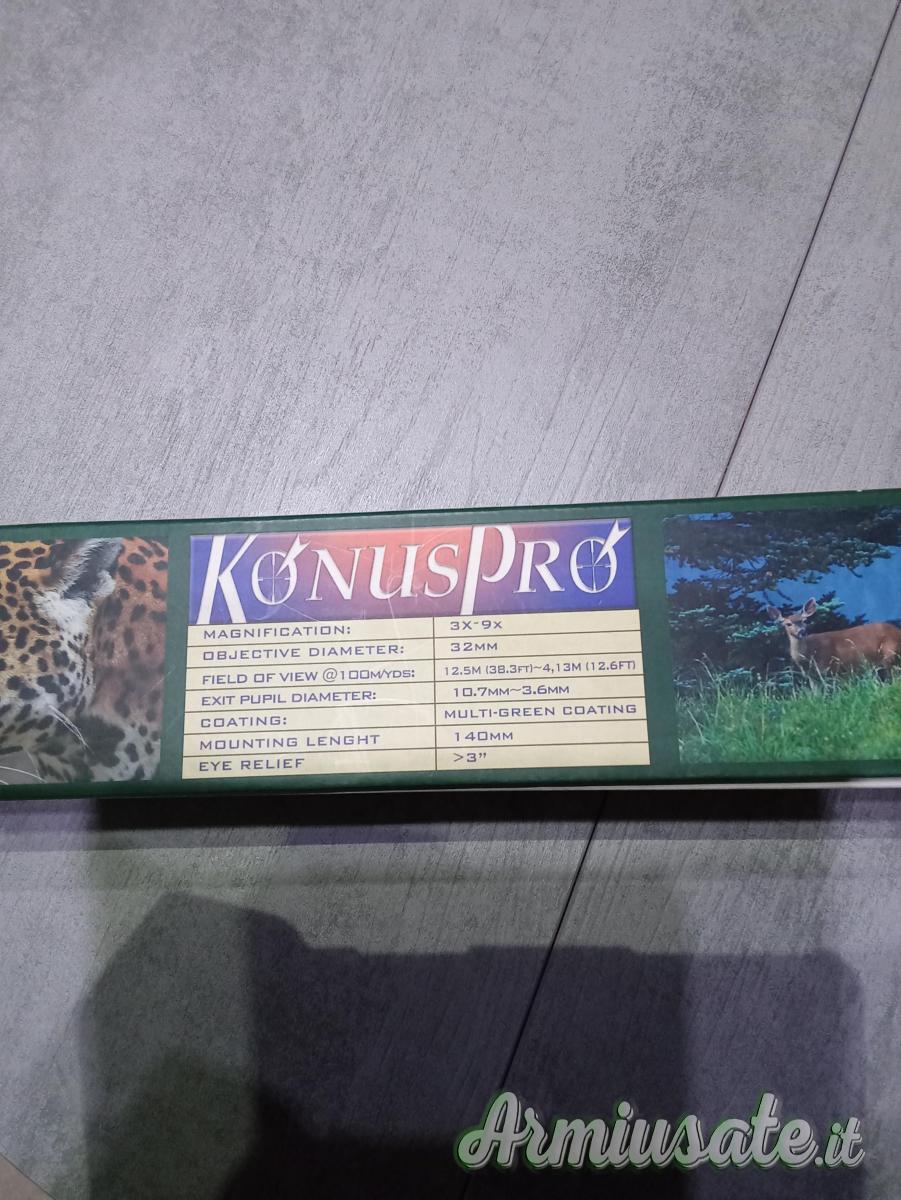 KONUSPRO
MAGNIFICATION: 3X~9X
OBJECTIVE DIAMETER: 32MM
FIELD OF VIEW @100M/YDS: 12.5M (38.3FT)~4,13M (12.6FT)
EXIT PUPIL DIAMETER: 10.7MM~3.6MM
COATING: MULTI-GREEN COATING
MOUNTING LENGHT 140MM
EYE RELIEF >3”
Armiusate.it